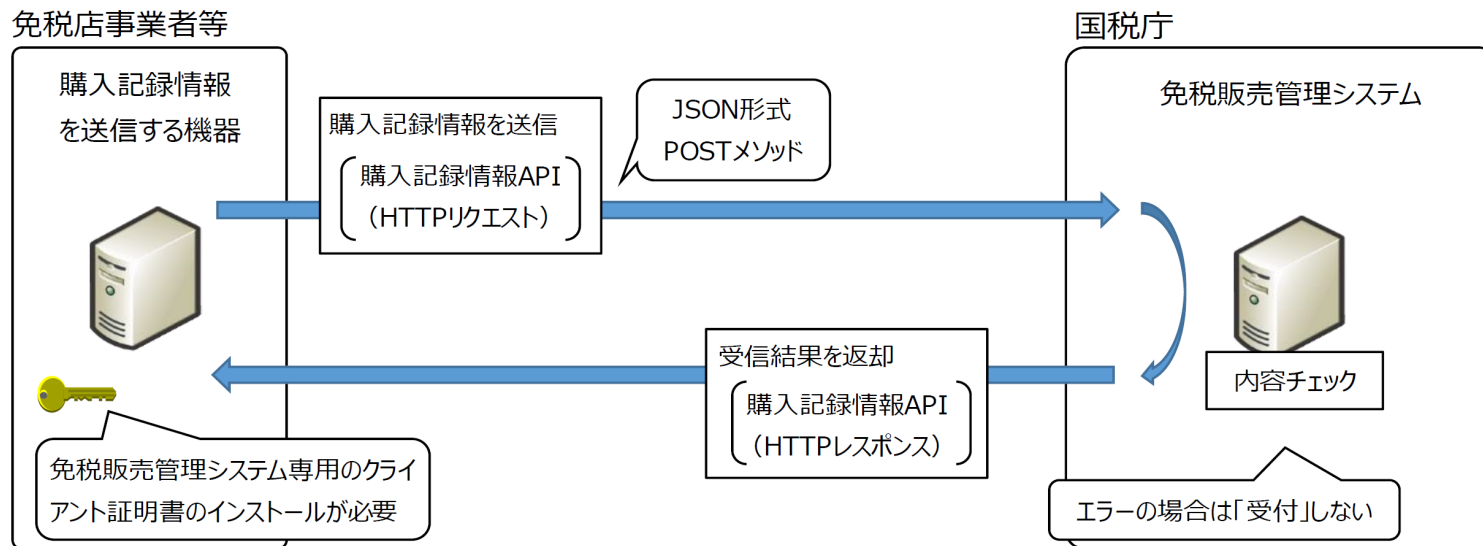 免税店事業者等
購入記録情報
を送信する機器
購入記録情報を送信
購入記録情報API
（HTTPリクエスト）
JSON形式
POSTメソッド
国税庁
免税販売管理システム
内容チェック
エラーの場合は「受付」しない
受信結果を返却
購入記録情報API
（HTTPレスポンス）
免税販売管理システム専用のクライ
アント証明書のインストールが必要